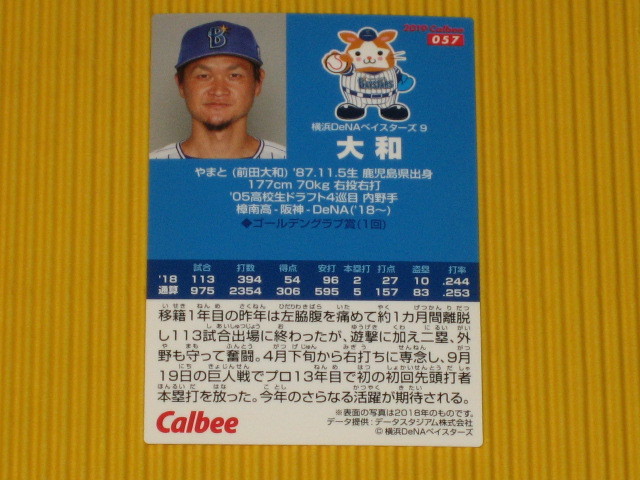 2019 Calbee
057
横浜DeNAベイスターズ 9
大和
やまと (前田大和) '87.11.5生 鹿児島県出身
177cm 70kg 右投右打
'05高校生ドラフト4巡目 内野手
樟南高-阪神-DeNA('18〜)
◆ゴールデングラブ賞(1回)
試合 打数 得点 安打 本塁打 打点 盗塁 打率
'18 113 394 54 96 2 27 10 .244
通算 975 2354 306 595 5 157 83 .253
移籍1年目の昨年は左脇腹を痛めて約1カ月間離脱
し113試合出場に終わったが、遊撃に加え二塁、外
野も守って奮闘。4月下旬から右打ちに専念し、9月
19日の巨人戦でプロ13年目で初の初回先頭打者
本塁打を放った。今年のさらなる活躍が期待される。
Calbee
※表面の写真は2018年のものです。
データ提供:データスタジアム株式会社
©横浜DeNAベイスターズ